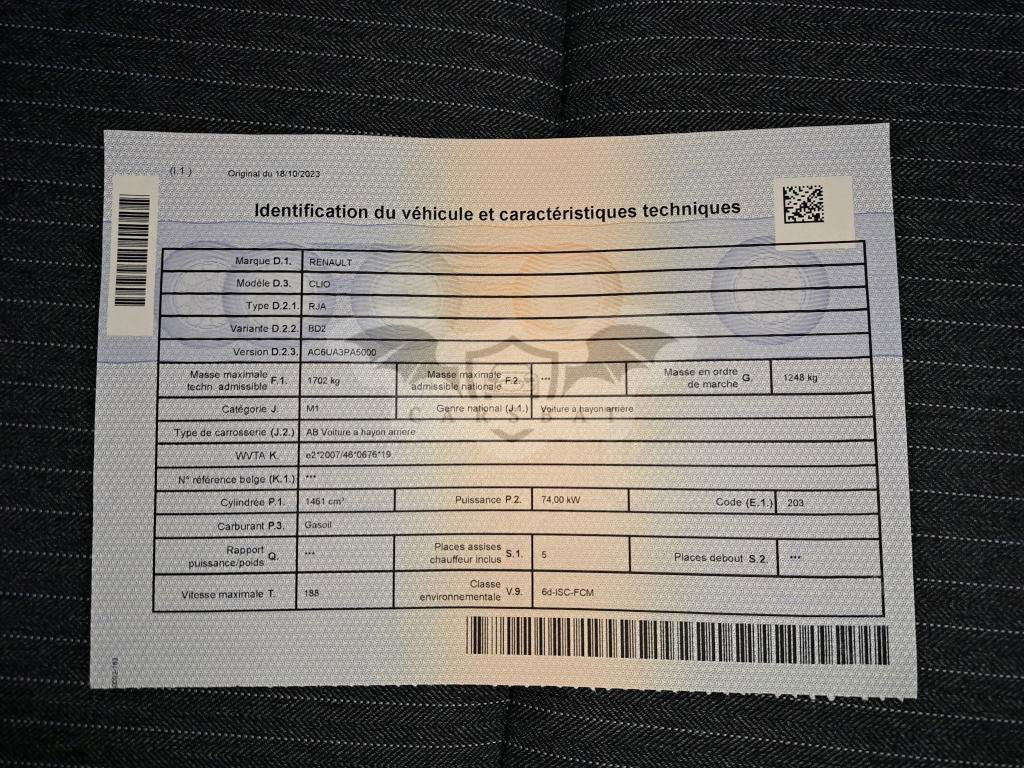 (I.1.) Original du 18/10/2023
Identification du véhicule et caractéristiques techniques
Marque D.1. RENAULT
Modèle D.3. CLIO
Type D.2.1. RJA
Variante D.2.2. BD2
Version D.2.3. AC6UA3PA5000
Masse maximale techn. admissible F.1. 1702 kg Masse maximale admissible nationale F.2. *** Masse en ordre de marche G. 1248 kg
Catégorie J. M1 Genre national (J.1.) Voiture a hayon arriere
Type de carrosserie (J.2.) AB Voiture a hayon arriere
WVTA K. e2*2007/46*0676*19
N° référence belge (K.1.) ***
Cylindrée P.1. 1461 cm³ Puissance P.2. 74,00 kW Code (E.1.) 203
Carburant P.3. Gasoil
Rapport puissance/poids Q. *** Places assises chauffeur inclus S.1. 5 Places debout S.2. ***
Vitesse maximale T. 188 Classe environnementale V.9. 6d-ISC-FCM
CARSBAT